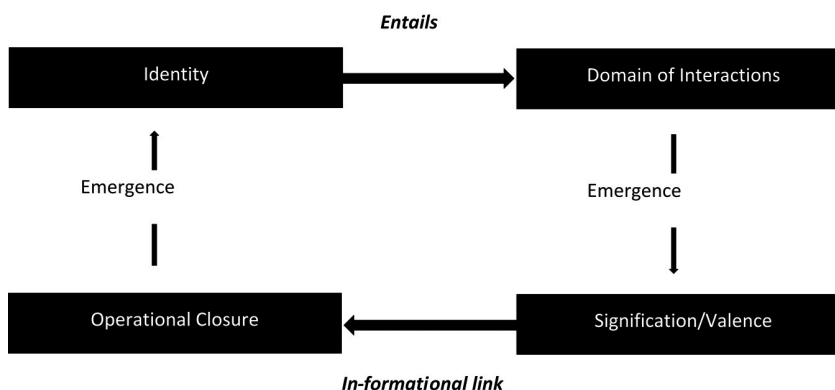 Entails
Identity
Domain of Interactions
Emergence
Emergence
Operational Closure
Signification/Valence
In-formational link